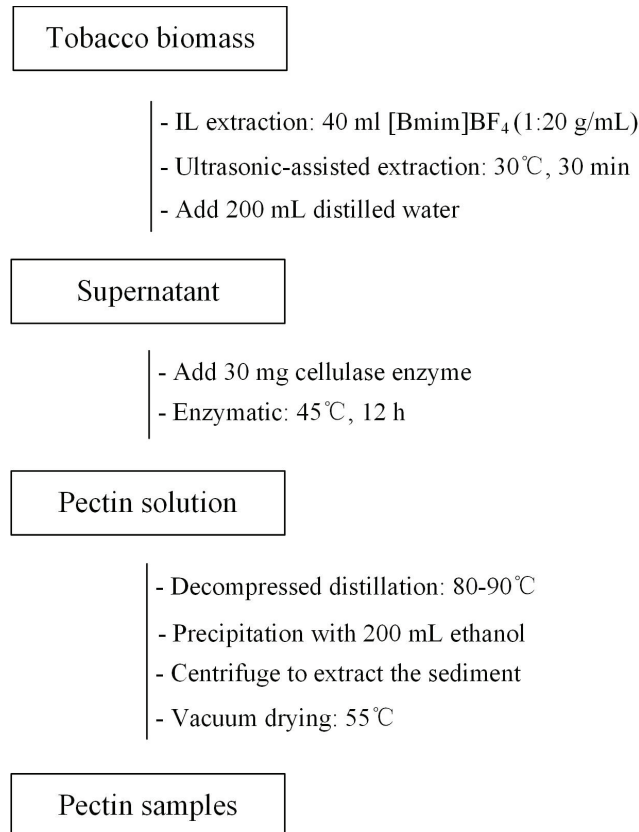 Tobacco biomass
- IL extraction: 40 ml [Bmim]BF₄ (1:20 g/mL)
- Ultrasonic-assisted extraction: 30℃, 30 min
- Add 200 mL distilled water
Supernatant
- Add 30 mg cellulase enzyme
- Enzymatic: 45℃, 12 h
Pectin solution
- Decompressed distillation: 80-90℃
- Precipitation with 200 mL ethanol
- Centrifuge to extract the sediment
- Vacuum drying: 55℃
Pectin samples